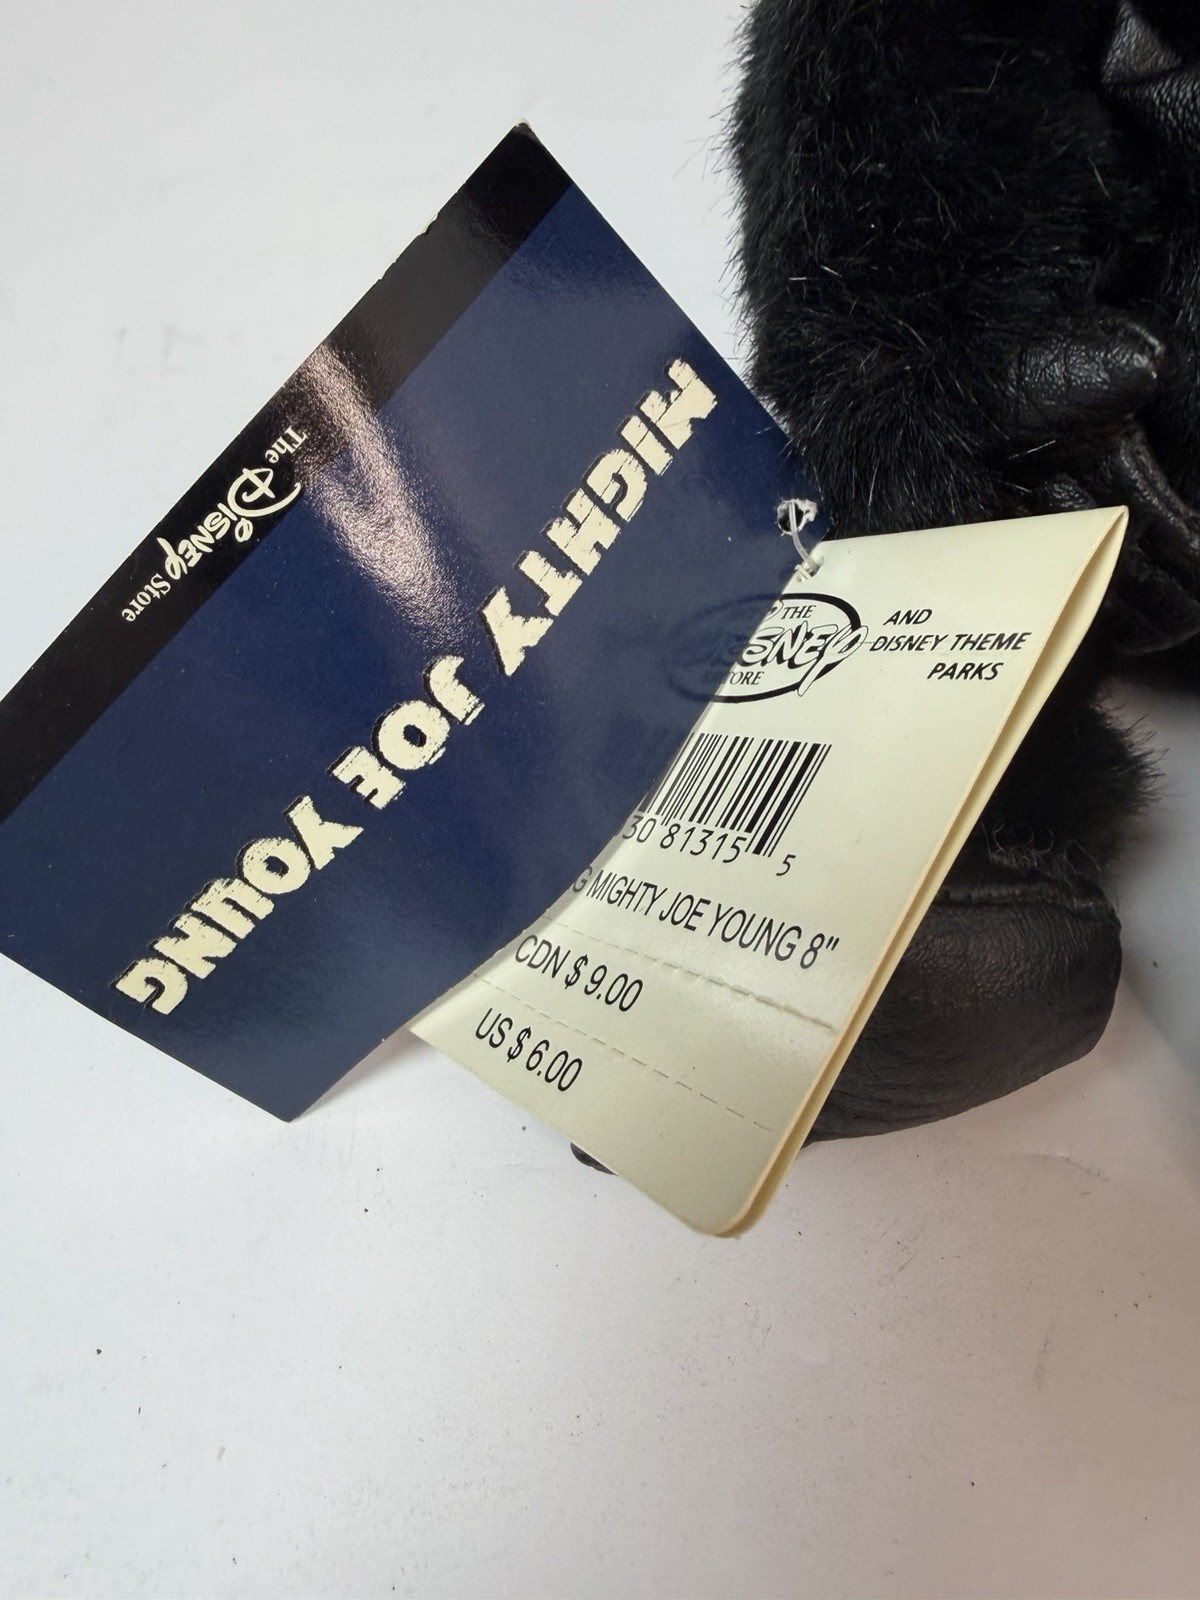 The Disney Store
MIGHTY JOE YOUNG
THE
DISNEY
STORE
AND
DISNEY THEME
PARKS
30 81315 5
G MIGHTY JOE YOUNG 8"
CDN $ 9.00
US $ 6.00